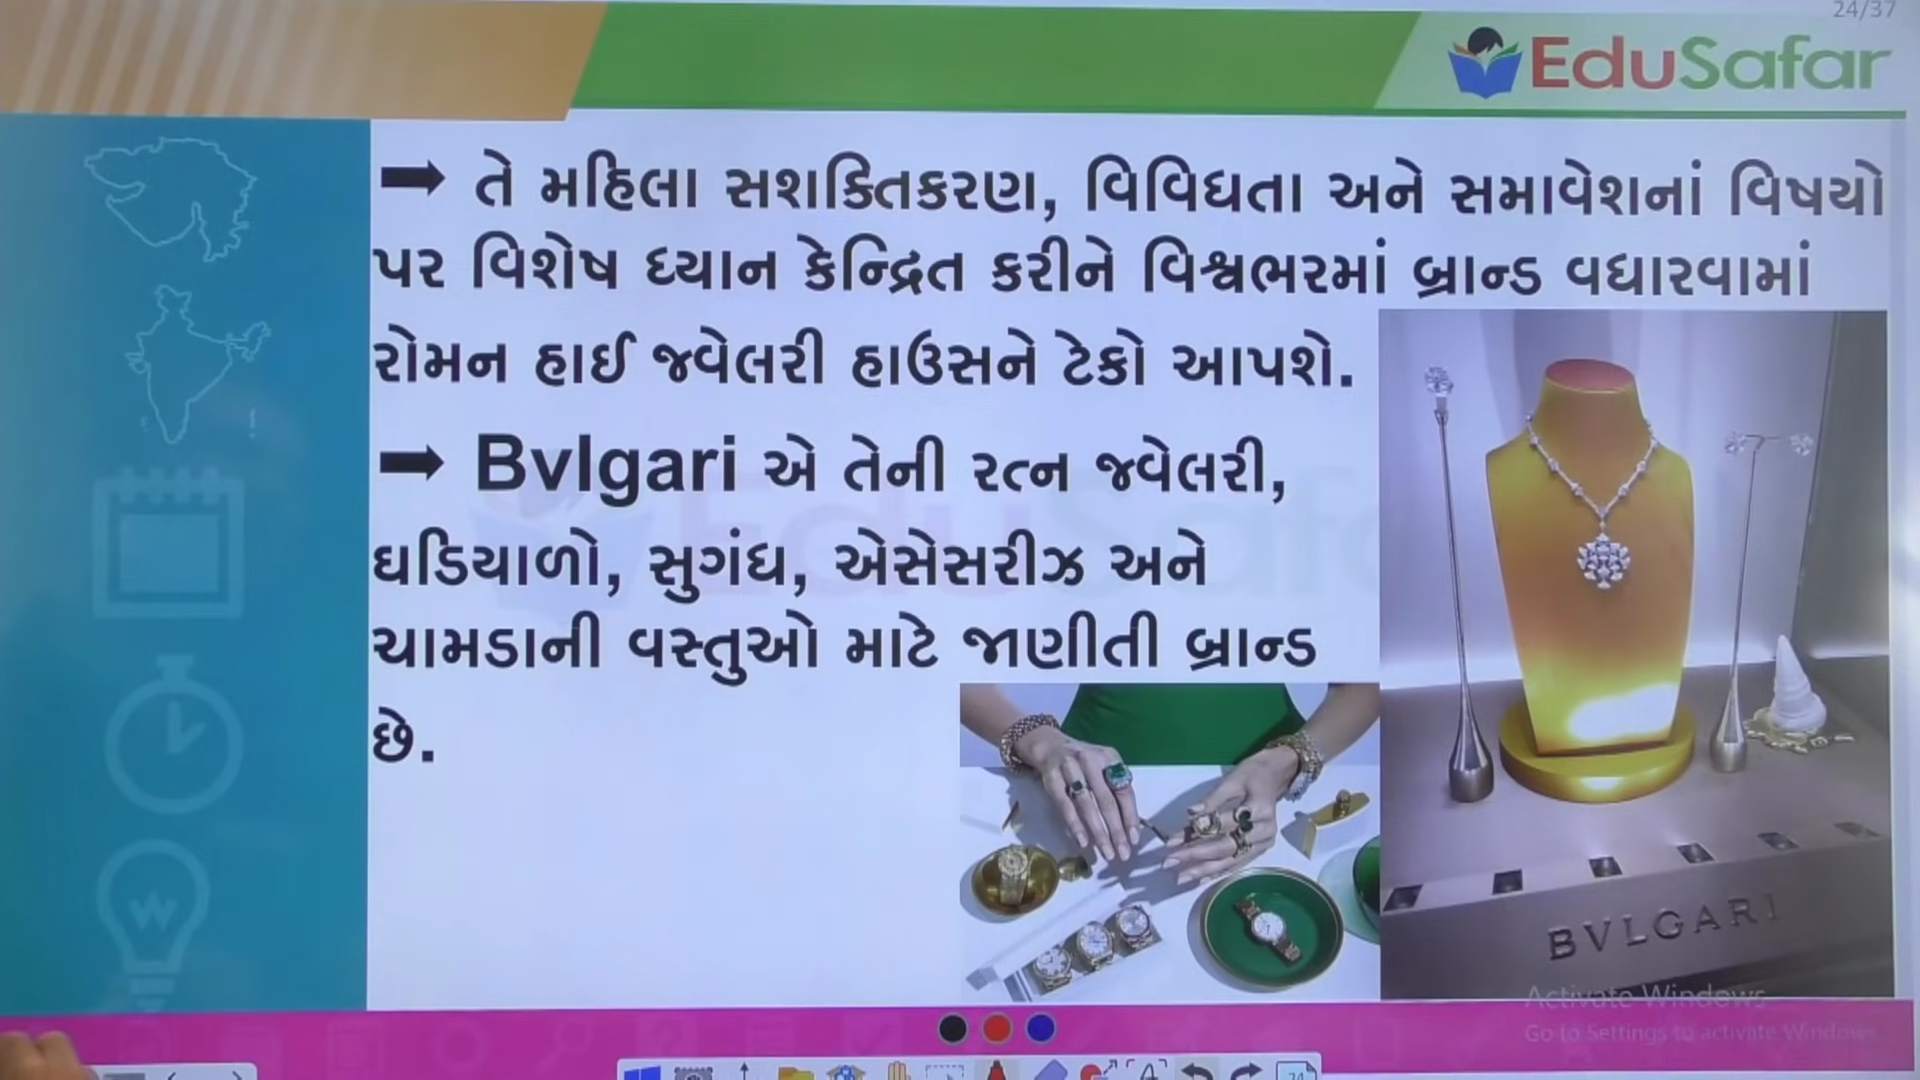 24/37
EduSafar
➡ તે મહિલા સશક્તિકરણ, વિવિધતા અને સમાવેશનાં વિષયો
પર વિશેષ ધ્યાન કેન્દ્રિત કરીને વિશ્વભરમાં બ્રાન્ડ વધારવામાં
રોમન હાઈ જ્વેલરી હાઉસને ટેકો આપશે.
➡ Bvlgari એ તેની રત્ન જ્વેલરી,
ઘડિયાળો, સુગંધ, એસેસરીઝ અને
ચામડાની વસ્તુઓ માટે જાણીતી બ્રાન્ડ
છે.
BVLGARI
Activate Windows
Go to Settings to activate Windows.
24